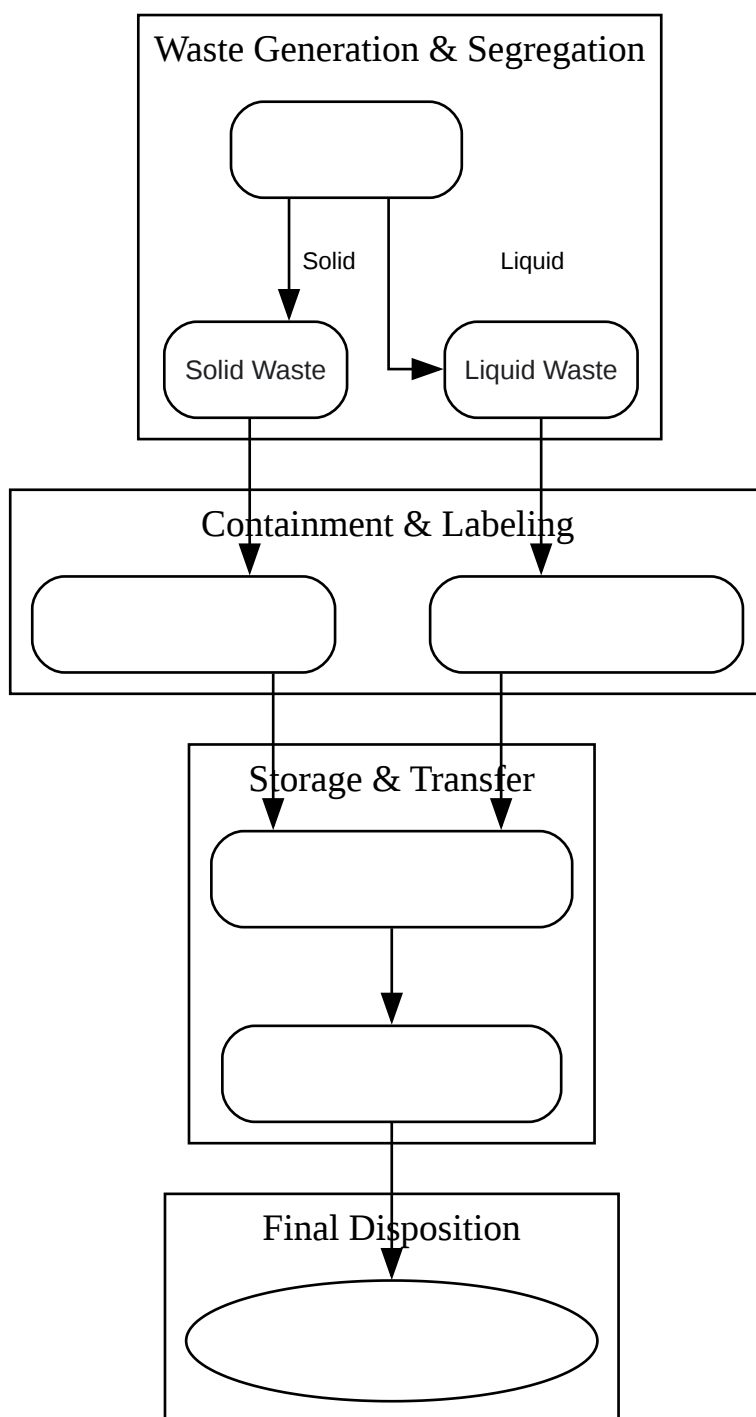 Waste Generation & Segregation
Solid
Liquid
Solid Waste
Liquid Waste
Containment & Labeling
Storage & Transfer
Final Disposition